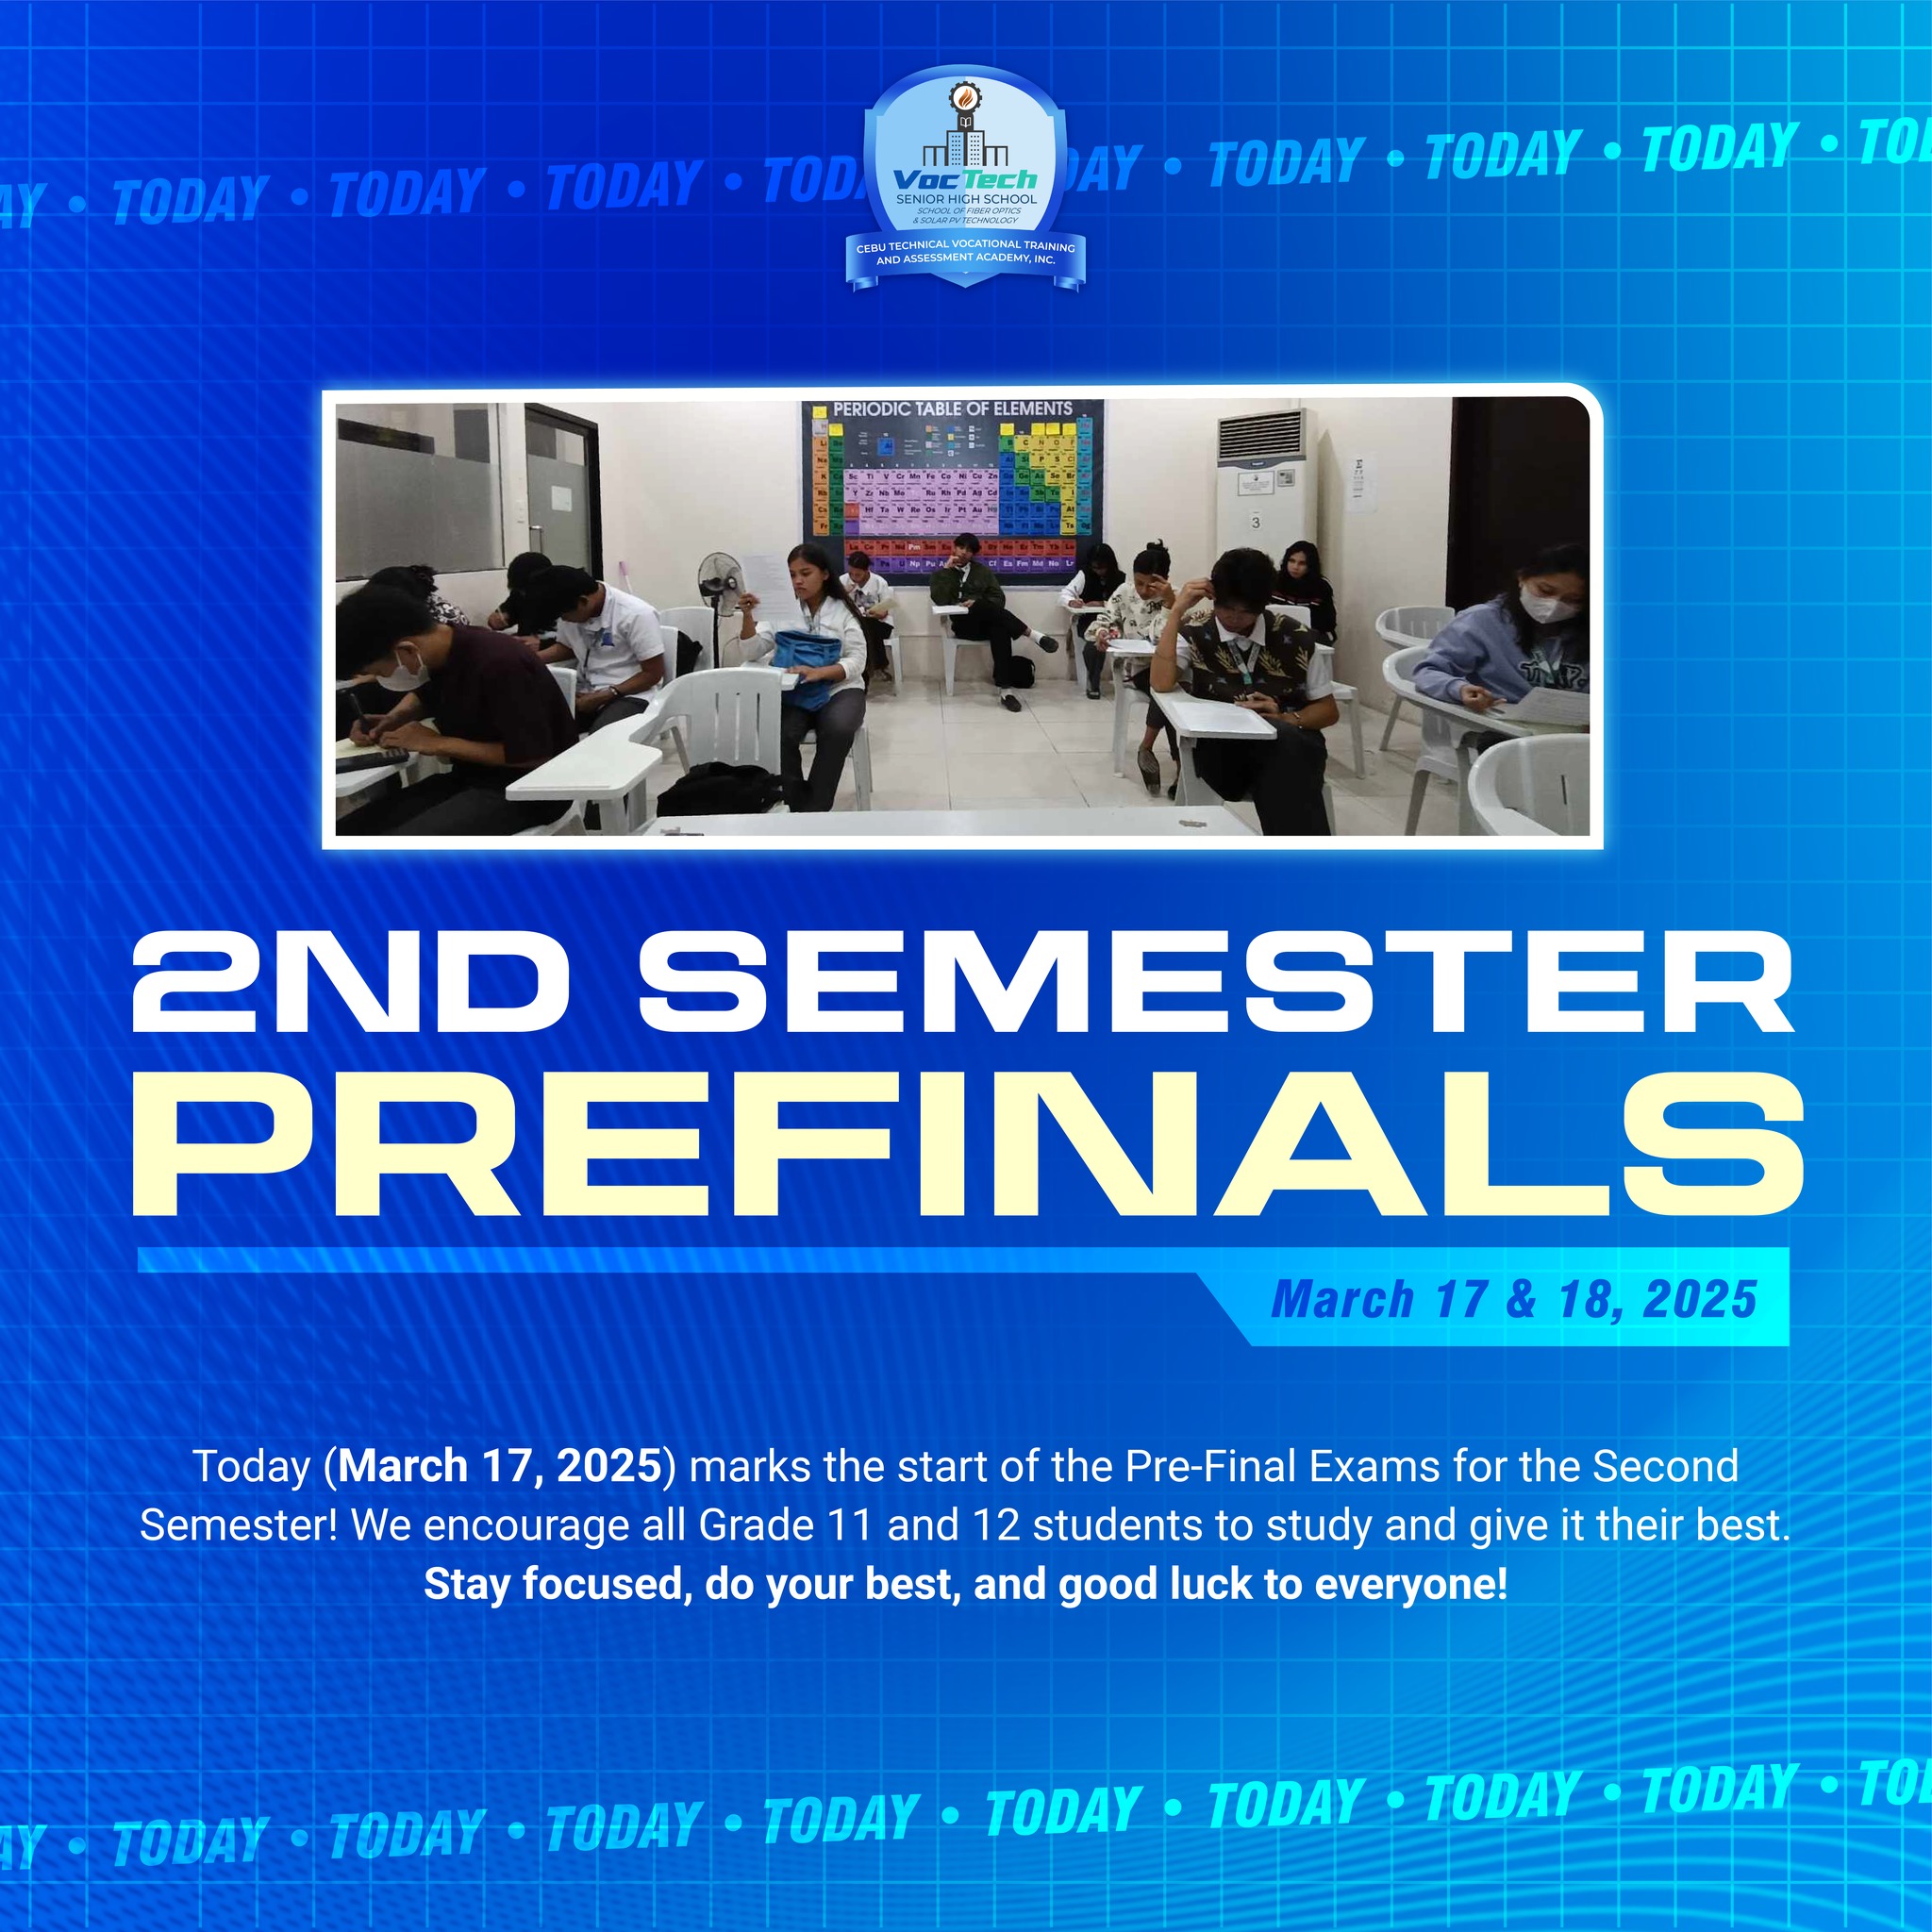 AY • TODAY • TODAY • TODAY • TODAY • TODAY • TODAY • TODAY
VocTech
SENIOR HIGH SCHOOL
SCHOOL OF FIBER OPTICS
& SOLAR PV TECHNOLOGY
CEBU TECHNICAL VOCATIONAL TRAINING
AND ASSESSMENT ACADEMY, INC.
PERIODIC TABLE OF ELEMENTS
3
2ND SEMESTER
PREFINALS
March 17 & 18, 2025
Today (March 17, 2025) marks the start of the Pre-Final Exams for the Second
Semester! We encourage all Grade 11 and 12 students to study and give it their best.
Stay focused, do your best, and good luck to everyone!
AY • TODAY • TODAY • TODAY • TODAY • TODAY • TODAY • TODAY • TODAY • TOD